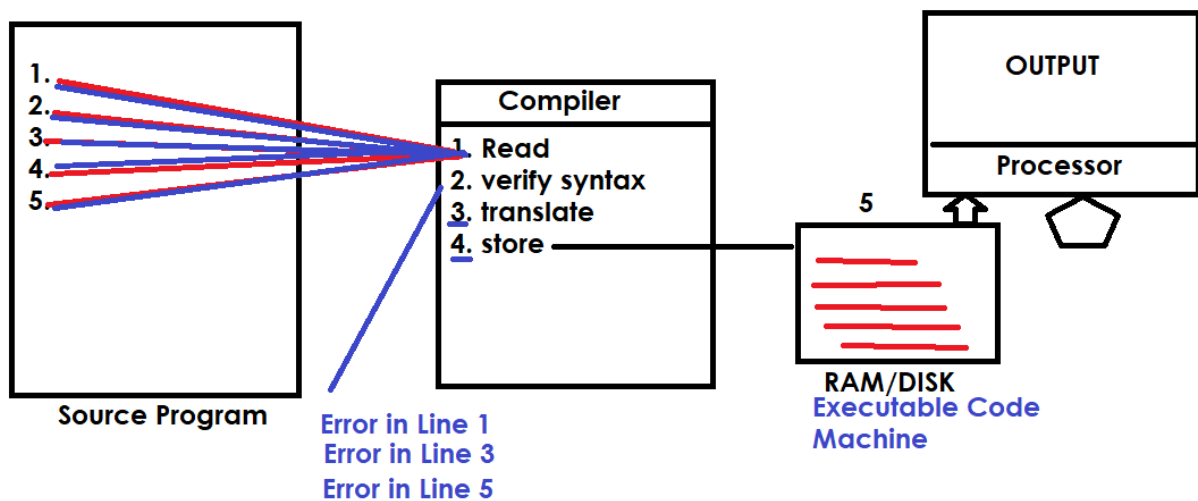 1.
2.
3.
4.
5.
Source Program
Compiler
1. Read
2. verify syntax
3. translate
4. store
Error in Line 1
Error in Line 3
Error in Line 5
OUTPUT
Processor
5
RAM/DISK
Executable Code
Machine